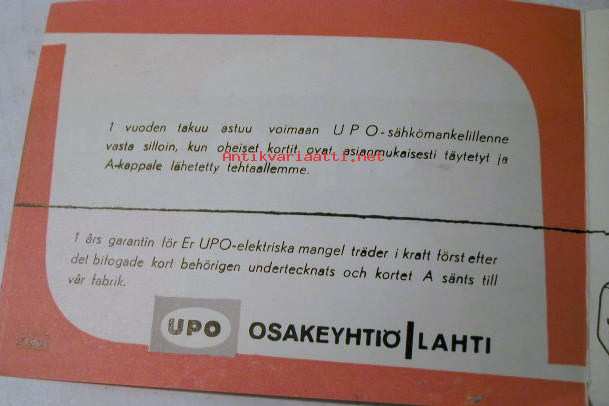 1 vuoden takuu astuu voimaan UPO-sähkömankelillenne
vasta silloin, kun oheiset kortit ovat asianmukaisesti täytetyt ja
Antikvariaatti.net
A-kappale lähetetty tehtaallemme.
1 års garantin för Er UPO-elektriska mangel träder i kraft först efter
det bifogade kort behörigen undertecknats och kortet A sänts till
vår fabrik.
UPO OSAKEYHTIÖ LAHTI